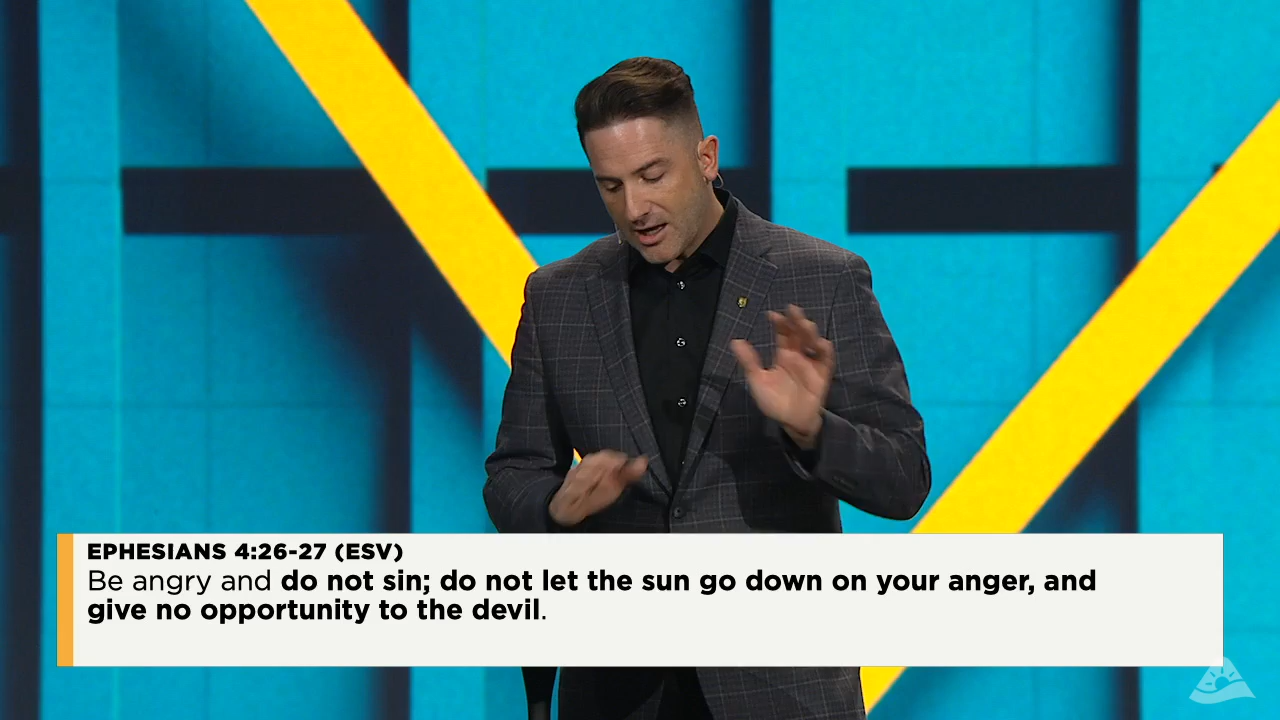 EPHESIANS 4:26-27 (ESV)
Be angry and do not sin; do not let the sun go down on your anger, and
give no opportunity to the devil.